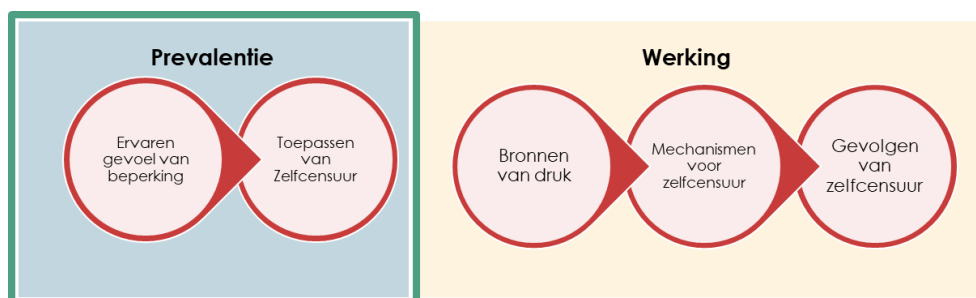 Prevalentie
Ervaren
gevoel van
beperking
Toepassen
van
Zelfcensuur
Werking
Bronnen
van druk
Mechanismen
voor
zelfcensuur
Gevolgen
van
zelfcensuur